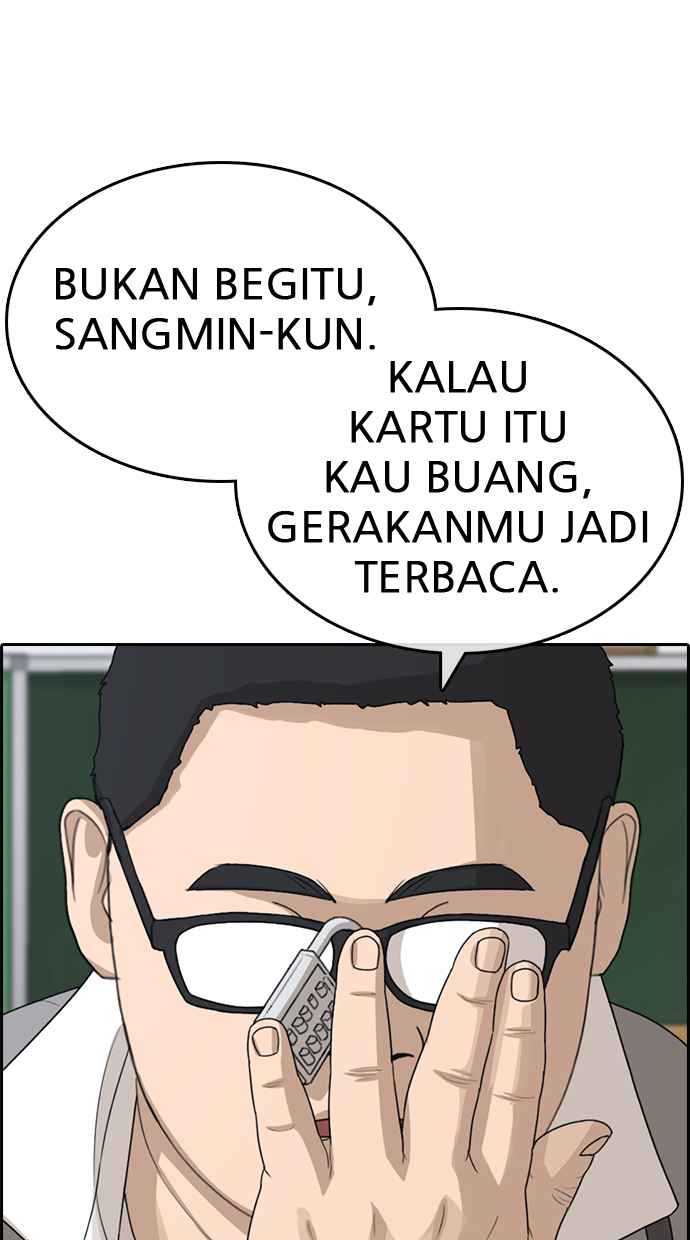 BUKAN BEGITU,
SANGMIN-KUN.
KALAU
KARTU ITU
KAU BUANG,
GERAKANMU JADI
TERBACA.